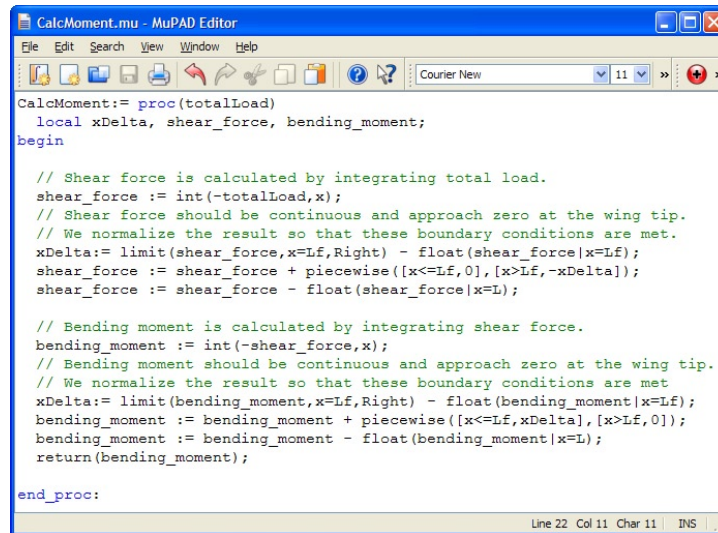 CalcMoment.mu - MuPAD Editor
File Edit Search View Window Help
Courier New 11 »
CalcMoment:= proc(totalLoad)
  local xDelta, shear_force, bending_moment;
begin

  // Shear force is calculated by integrating total load.
  shear_force := int(-totalLoad,x);
  // Shear force should be continuous and approach zero at the wing tip.
  // We normalize the result so that these boundary conditions are met.
  xDelta:= limit(shear_force,x=Lf,Right) - float(shear_force|x=Lf);
  shear_force := shear_force + piecewise([x<=Lf,0],[x>Lf,-xDelta]);
  shear_force := shear_force - float(shear_force|x=L);

  // Bending moment is calculated by integrating shear force.
  bending_moment := int(-shear_force,x);
  // Bending moment should be continuous and approach zero at the wing tip.
  // We normalize the result so that these boundary conditions are met
  xDelta:= limit(bending_moment,x=Lf,Right) - float(bending_moment|x=Lf);
  bending_moment := bending_moment + piecewise([x<=Lf,xDelta],[x>Lf,0]);
  bending_moment := bending_moment - float(bending_moment|x=L);
  return(bending_moment);

end_proc:
Line 22 Col 11 Char 11 INS